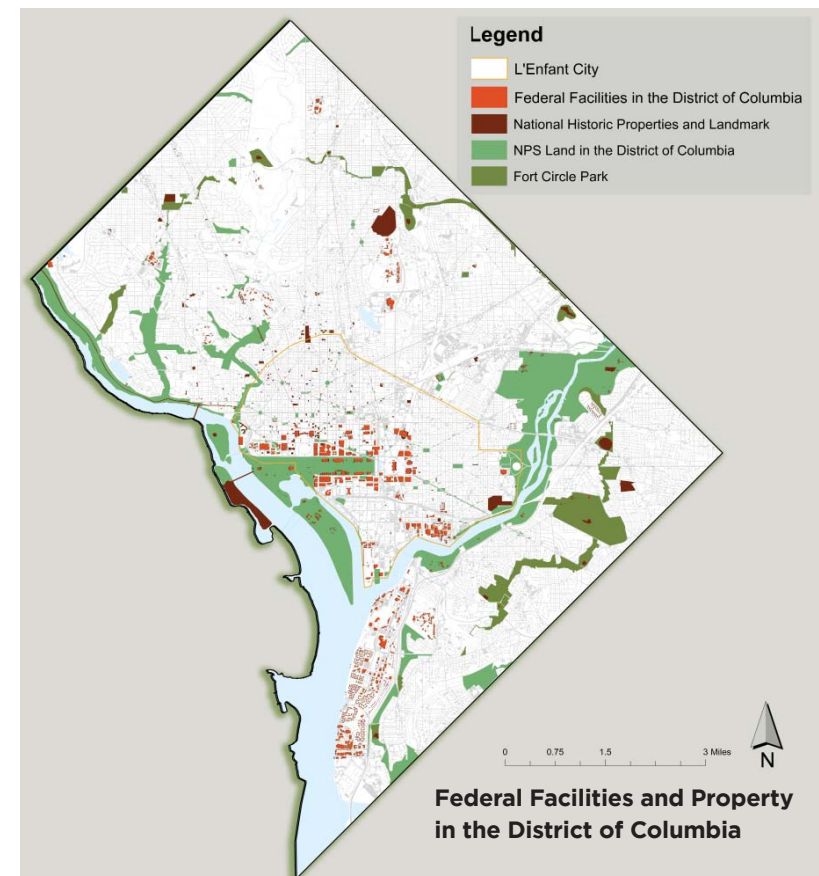 Legend
L'Enfant City
Federal Facilities in the District of Columbia
National Historic Properties and Landmark
NPS Land in the District of Columbia
Fort Circle Park
0 0.75 1.5 3 Miles
N
Federal Facilities and Property
in the District of Columbia